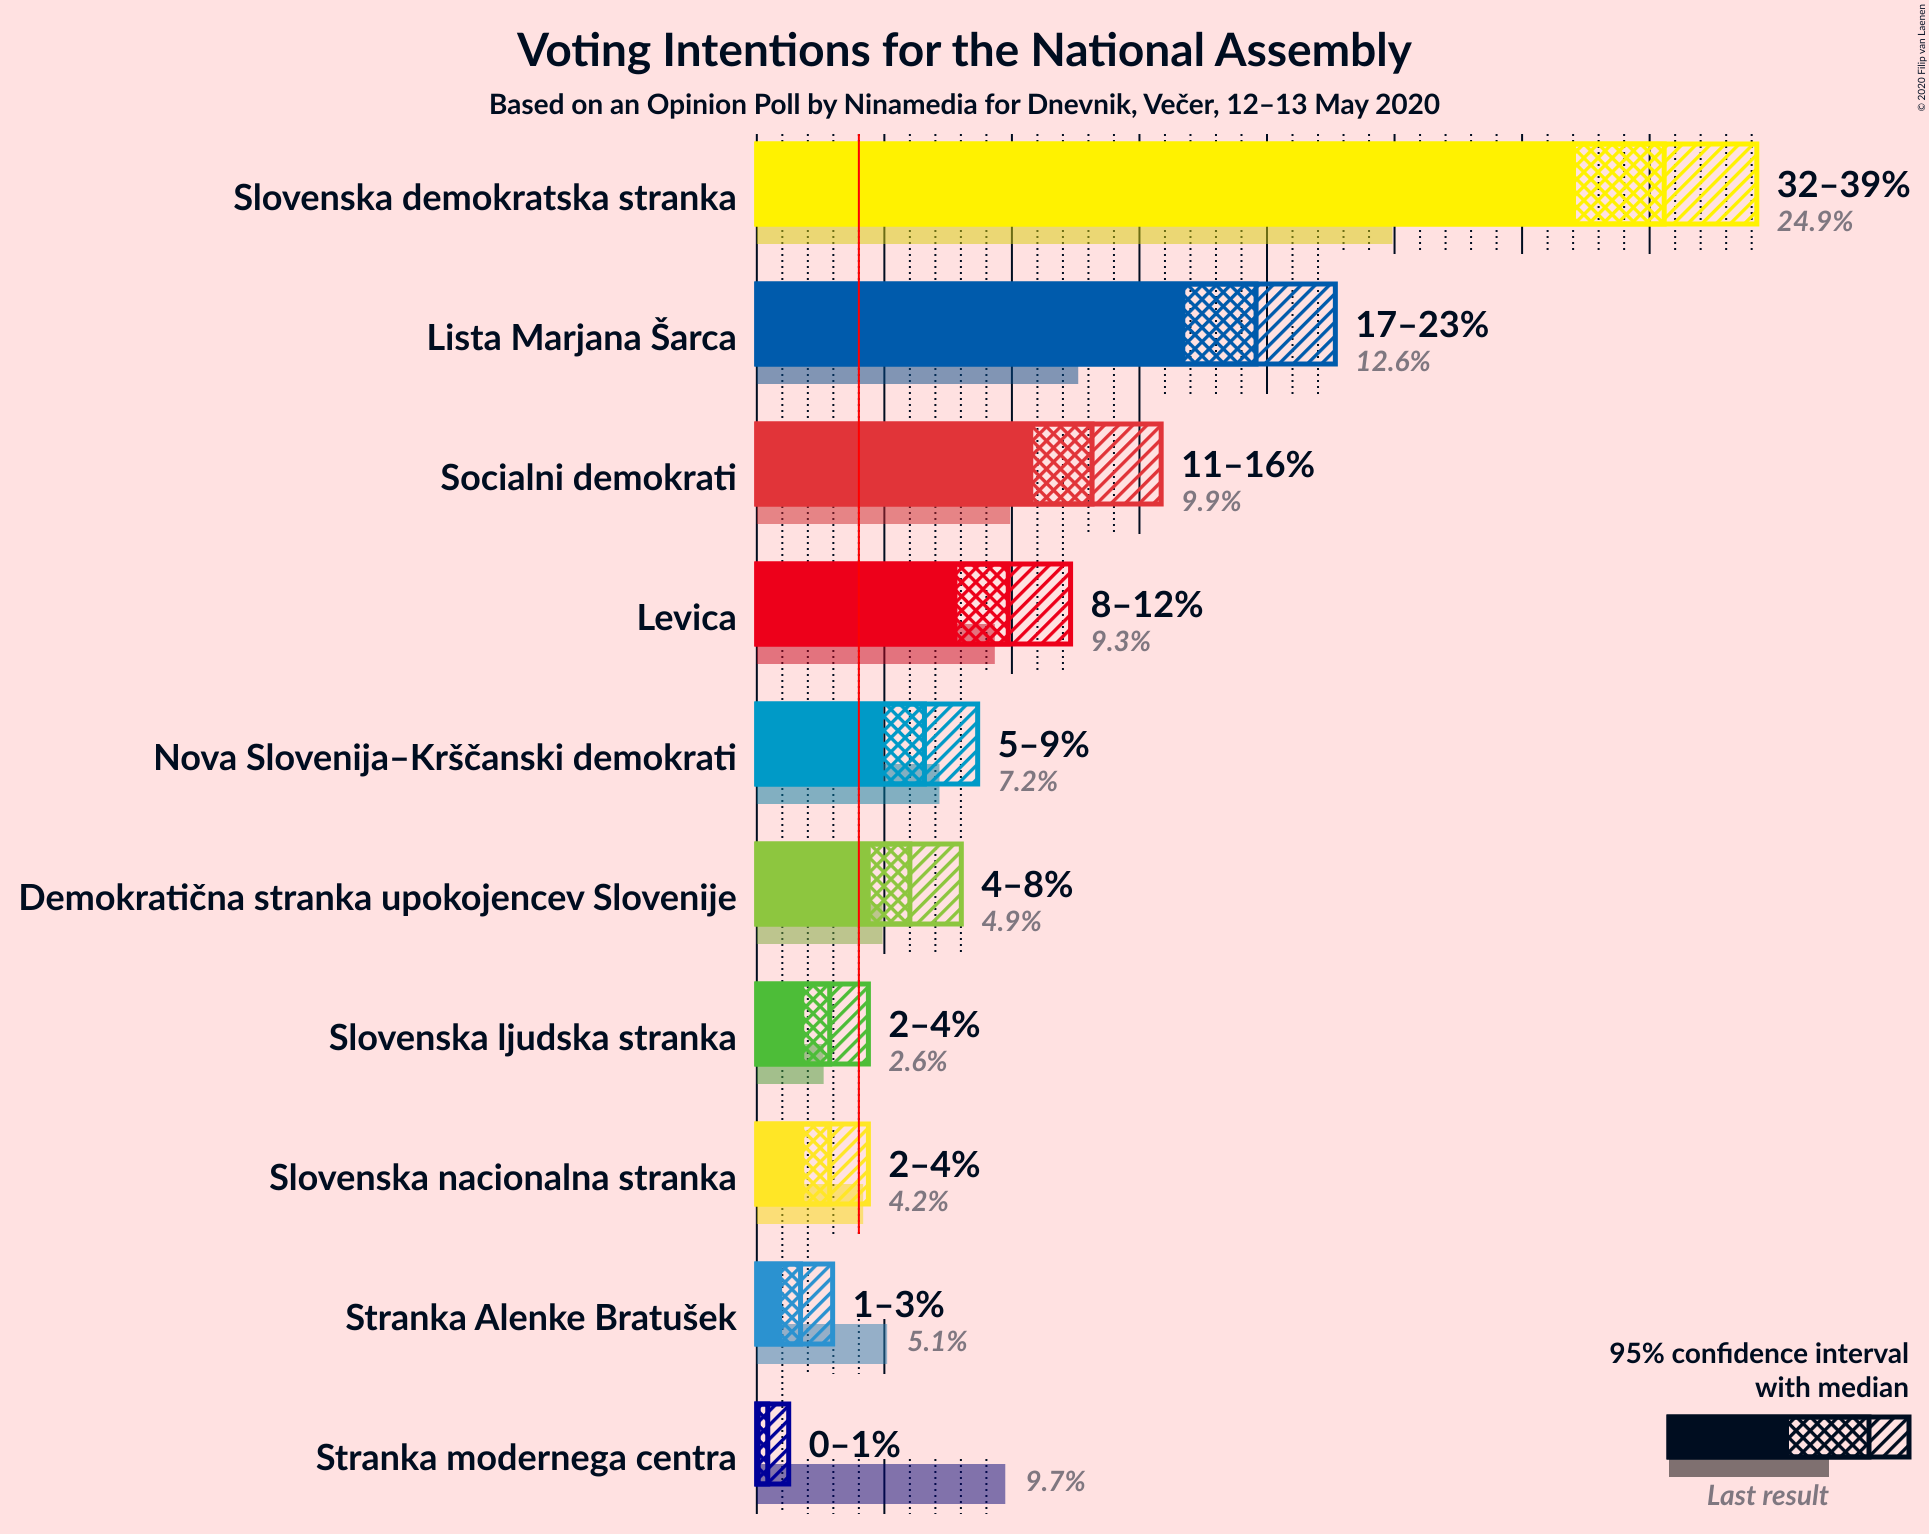 Voting Intentions for the National Assembly
Based on an Opinion Poll by Ninamedia for Dnevnik, Večer, 12–13 May 2020
© 2020 Filip van Laenen
Slovenska demokratska stranka
32–39%
24.9%
Lista Marjana Šarca
17–23%
12.6%
Socialni demokrati
11–16%
9.9%
Levica
8–12%
9.3%
Nova Slovenija–Krščanski demokrati
5–9%
7.2%
Demokratična stranka upokojencev Slovenije
4–8%
4.9%
Slovenska ljudska stranka
2–4%
2.6%
Slovenska nacionalna stranka
2–4%
4.2%
Stranka Alenke Bratušek
1–3%
5.1%
Stranka modernega centra
0–1%
9.7%
95% confidence interval
with median
Last result